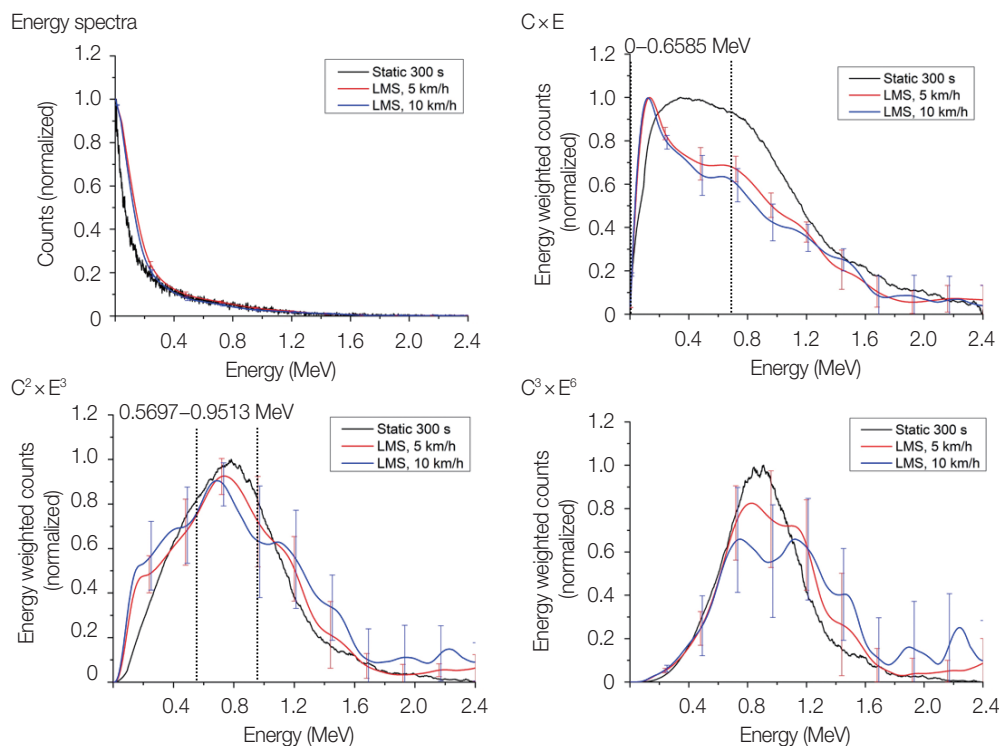 Energy spectra
1.2
1.0
0.8
0.6
0.4
0.2
0
Counts (normalized)
Static 300 s
LMS, 5 km/h
LMS, 10 km/h
0.4 0.8 1.2 1.6 2.0 2.4
Energy (MeV)
C × E
0–0.6585 MeV
1.2
1.0
0.8
0.6
0.4
0.2
0
Energy weighted counts
(normalized)
Static 300 s
LMS, 5 km/h
LMS, 10 km/h
0.4 0.8 1.2 1.6 2.0 2.4
Energy (MeV)
C² × E³
0.5697–0.9513 MeV
1.2
1.0
0.8
0.6
0.4
0.2
0
Energy weighted counts
(normalized)
Static 300 s
LMS, 5 km/h
LMS, 10 km/h
0.4 0.8 1.2 1.6 2.0 2.4
Energy (MeV)
C³ × E⁶
1.2
1.0
0.8
0.6
0.4
0.2
0
Energy weighted counts
(normalized)
Static 300 s
LMS, 5 km/h
LMS, 10 km/h
0.4 0.8 1.2 1.6 2.0 2.4
Energy (MeV)